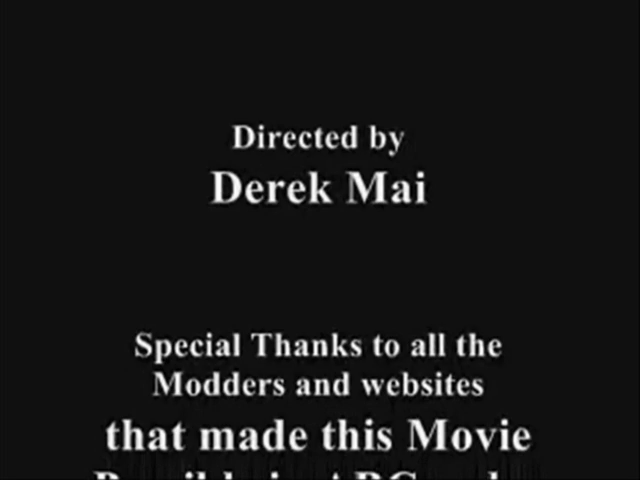 Directed by
Derek Mai
Special Thanks to all the
Modders and websites
that made this Movie